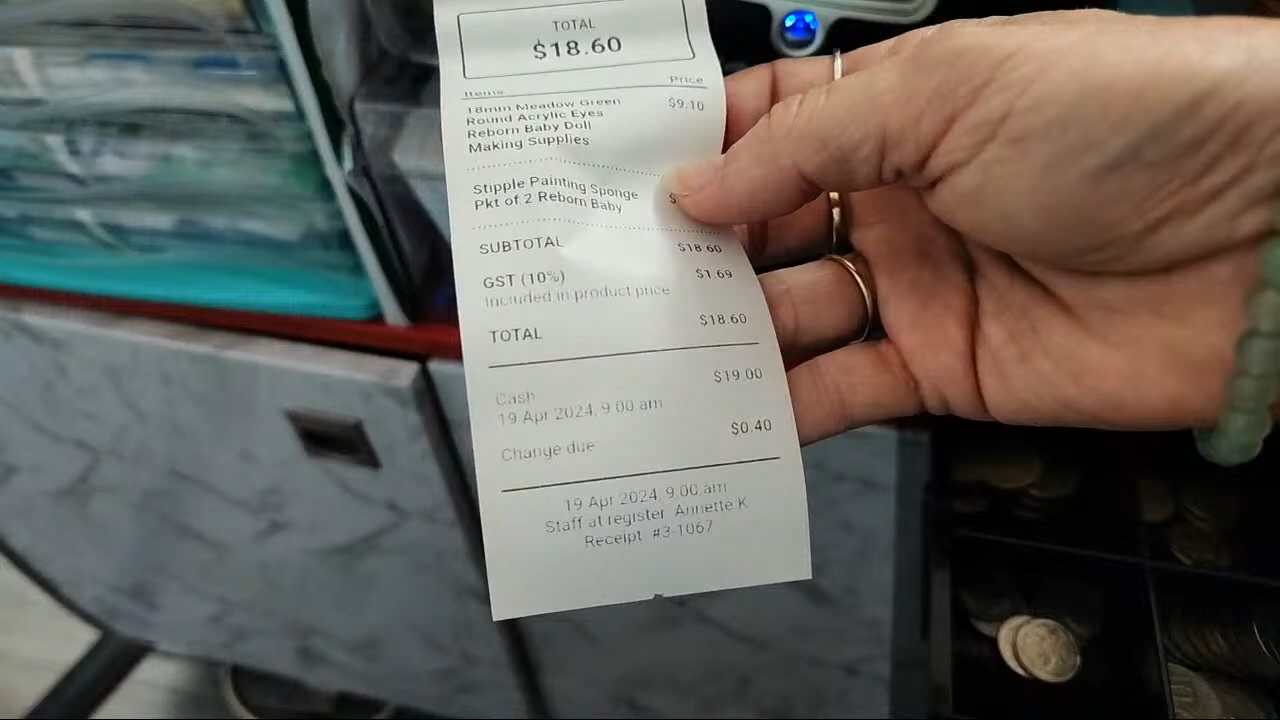 TOTAL
$18.60
Items Price
18mm Meadow Green $9.10
Round Acrylic Eyes
Reborn Baby Doll
Making Supplies
Stipple Painting Sponge $
Pkt of 2 Reborn Baby
SUBTOTAL $18.60
GST (10%) $1.69
Included in product price
TOTAL $18.60
Cash $19.00
19 Apr 2024, 9:00 am
Change due $0.40
19 Apr 2024, 9:00 am
Staff at register: Annette K
Receipt #3-1067